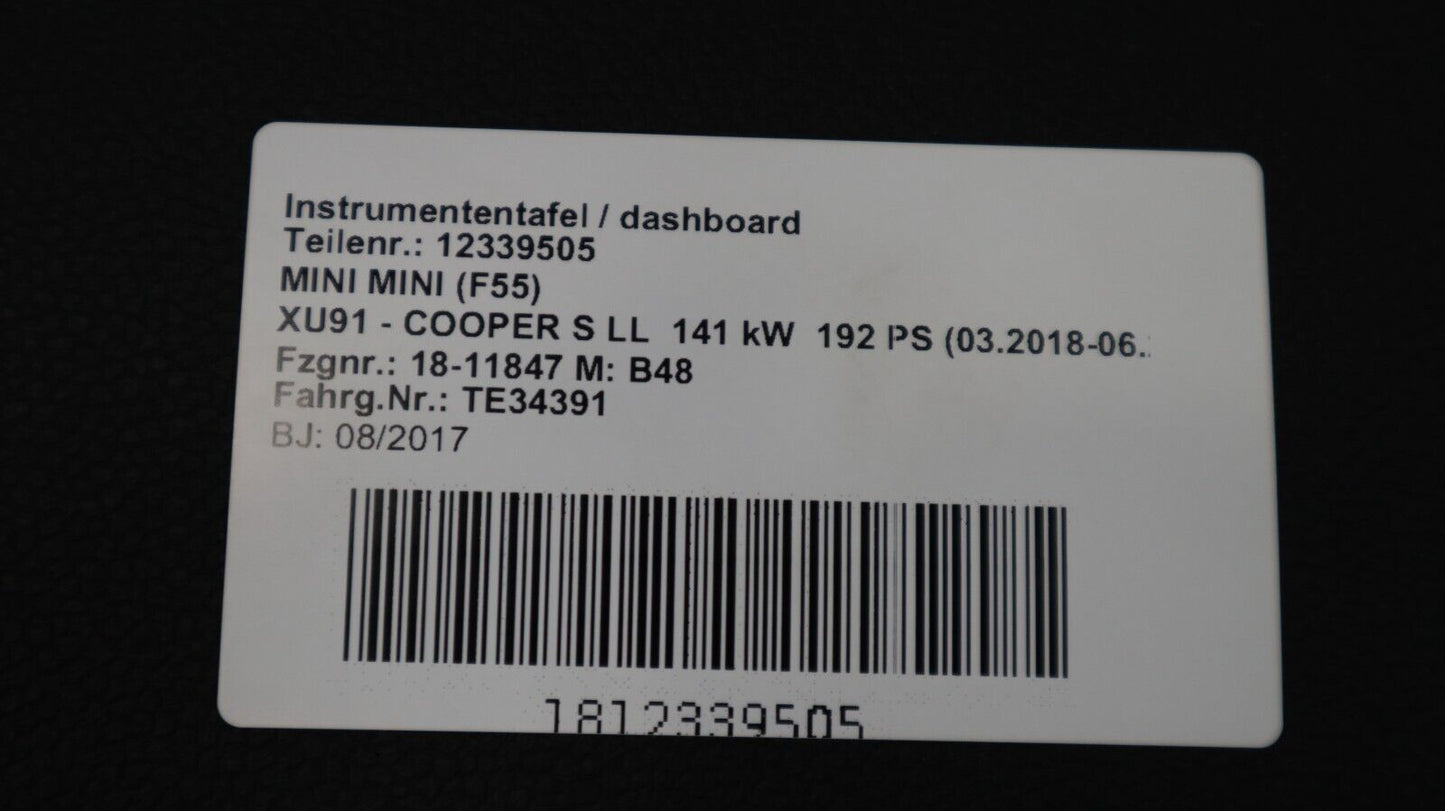 Instrumententafel / dashboard
Teilenr.: 12339505
MINI MINI (F55)
XU91 - COOPER S LL 141 kW 192 PS (03.2018-06.
Fzgnr.: 18-11847 M: B48
Fahrg.Nr.: TE34391
BJ: 08/2017
1812339505